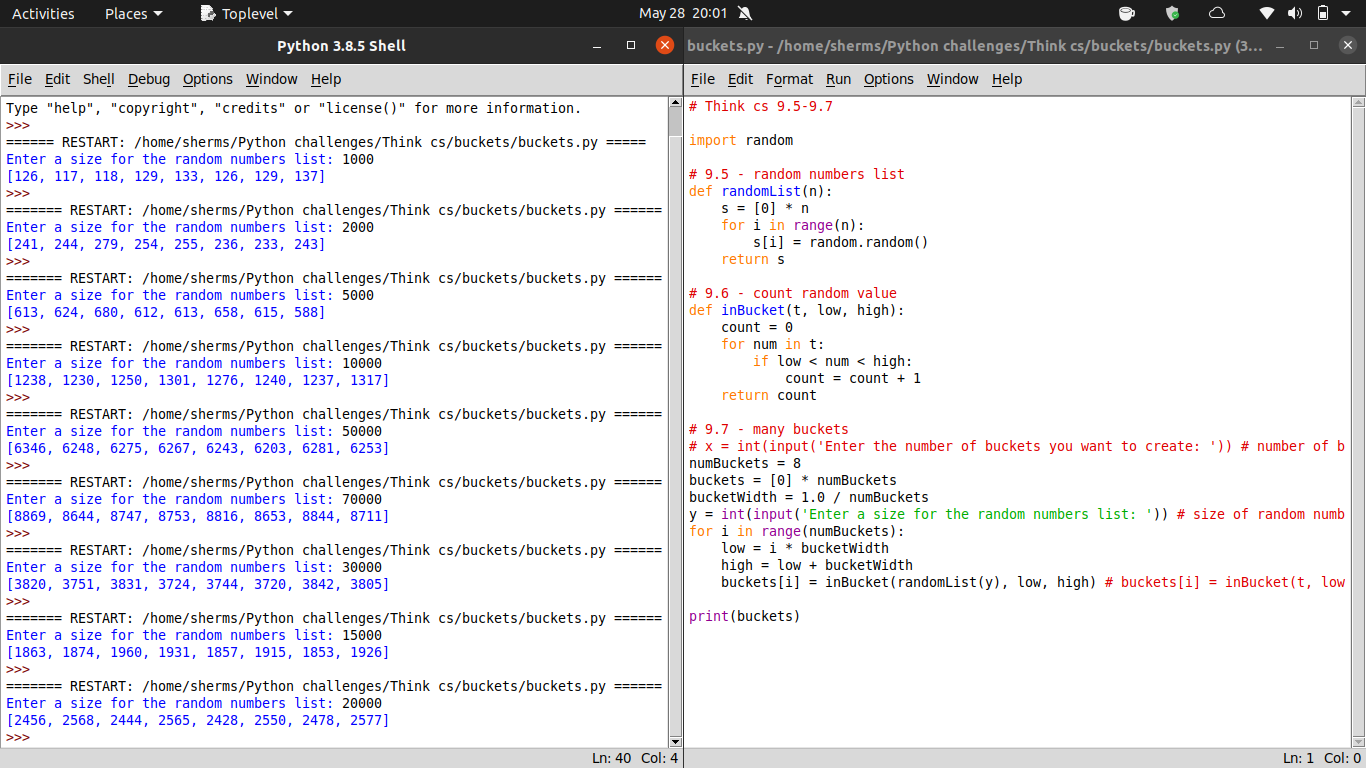 Activities Places Toplevel May 28 20:01
Python 3.8.5 Shell
File Edit Shell Debug Options Window Help
Type "help", "copyright", "credits" or "license()" for more information.
>>>
====== RESTART: /home/sherms/Python challenges/Think cs/buckets/buckets.py =====
Enter a size for the random numbers list: 1000
[126, 117, 118, 129, 133, 126, 129, 137]
>>>
======= RESTART: /home/sherms/Python challenges/Think cs/buckets/buckets.py ======
Enter a size for the random numbers list: 2000
[241, 244, 279, 254, 255, 236, 233, 243]
>>>
======= RESTART: /home/sherms/Python challenges/Think cs/buckets/buckets.py ======
Enter a size for the random numbers list: 5000
[613, 624, 680, 612, 613, 658, 615, 588]
>>>
======= RESTART: /home/sherms/Python challenges/Think cs/buckets/buckets.py ======
Enter a size for the random numbers list: 10000
[1238, 1230, 1250, 1301, 1276, 1240, 1237, 1317]
>>>
======= RESTART: /home/sherms/Python challenges/Think cs/buckets/buckets.py ======
Enter a size for the random numbers list: 50000
[6346, 6248, 6275, 6267, 6243, 6203, 6281, 6253]
>>>
======= RESTART: /home/sherms/Python challenges/Think cs/buckets/buckets.py ======
Enter a size for the random numbers list: 70000
[8869, 8644, 8747, 8753, 8816, 8653, 8844, 8711]
>>>
======= RESTART: /home/sherms/Python challenges/Think cs/buckets/buckets.py ======
Enter a size for the random numbers list: 30000
[3820, 3751, 3831, 3724, 3744, 3720, 3842, 3805]
>>>
======= RESTART: /home/sherms/Python challenges/Think cs/buckets/buckets.py ======
Enter a size for the random numbers list: 15000
[1863, 1874, 1960, 1931, 1857, 1915, 1853, 1926]
>>>
======= RESTART: /home/sherms/Python challenges/Think cs/buckets/buckets.py ======
Enter a size for the random numbers list: 20000
[2456, 2568, 2444, 2565, 2428, 2550, 2478, 2577]
>>>
Ln: 40 Col: 4
buckets.py - /home/sherms/Python challenges/Think cs/buckets/buckets.py (3...
File Edit Format Run Options Window Help
# Think cs 9.5-9.7
import random
# 9.5 - random numbers list
def randomList(n):
    s = [0] * n
    for i in range(n):
        s[i] = random.random()
    return s
# 9.6 - count random value
def inBucket(t, low, high):
    count = 0
    for num in t:
        if low < num < high:
            count = count + 1
    return count
# 9.7 - many buckets
# x = int(input('Enter the number of buckets you want to create: ')) # number of b
numBuckets = 8
buckets = [0] * numBuckets
bucketWidth = 1.0 / numBuckets
y = int(input('Enter a size for the random numbers list: ')) # size of random numb
for i in range(numBuckets):
    low = i * bucketWidth
    high = low + bucketWidth
    buckets[i] = inBucket(randomList(y), low, high) # buckets[i] = inBucket(t, low
print(buckets)
Ln: 1 Col: 0